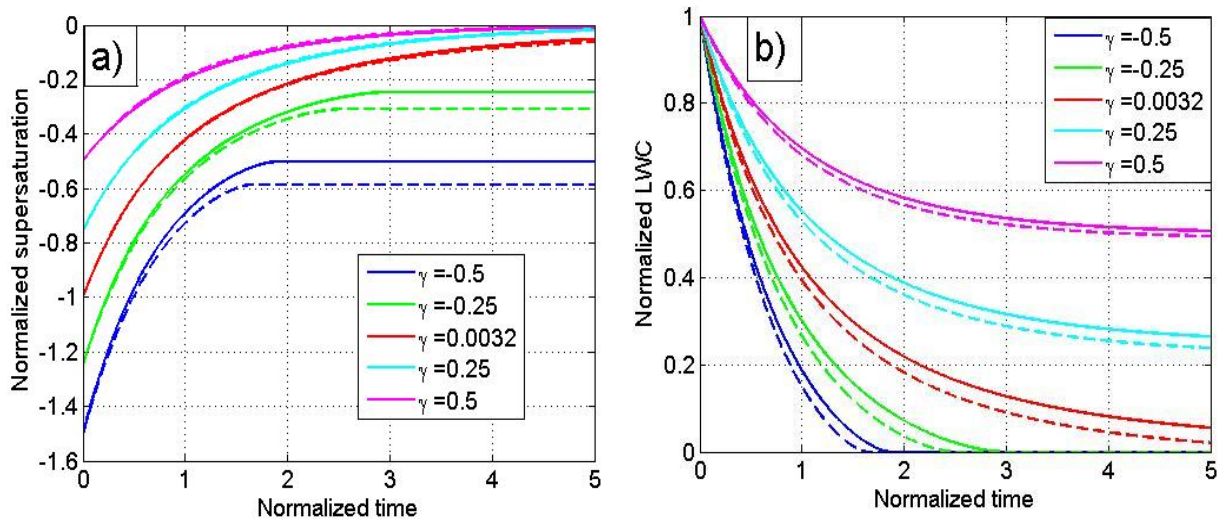 a)
0
-0.2
-0.4
-0.6
-0.8
-1
-1.2
-1.4
-1.6
Normalized supersaturation
γ =-0.5
γ =-0.25
γ =0.0032
γ =0.25
γ =0.5
0 1 2 3 4 5
Normalized time
b)
1
0.8
0.6
0.4
0.2
0
Normalized LWC
γ =-0.5
γ =-0.25
γ =0.0032
γ =0.25
γ =0.5
0 1 2 3 4 5
Normalized time